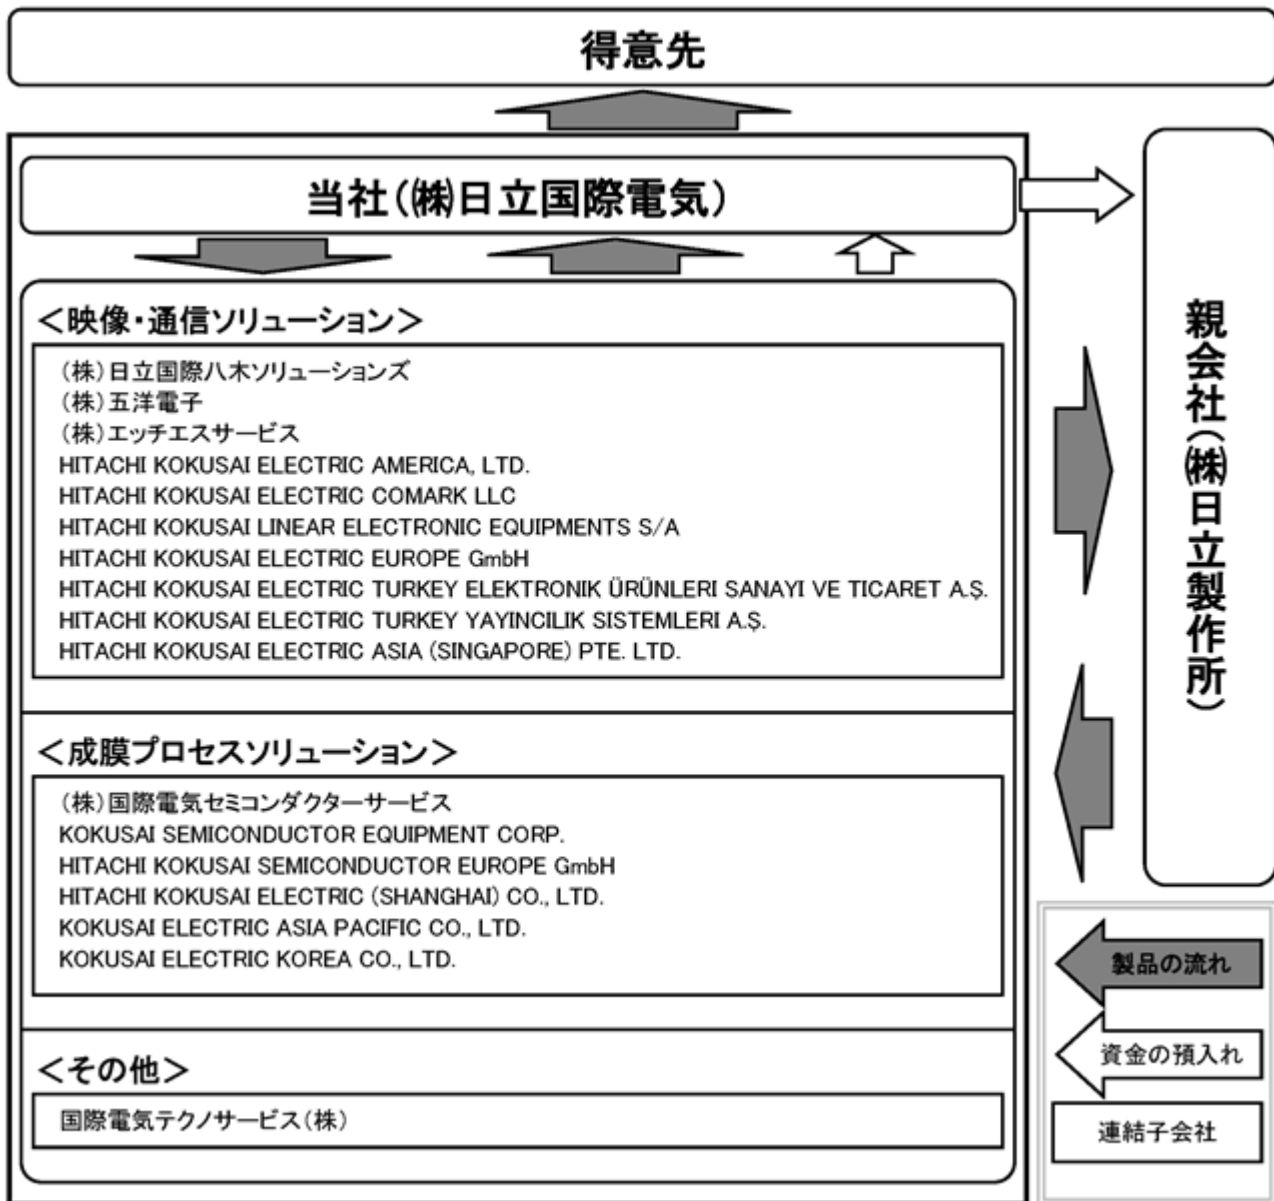 得意先
当社(㈱日立国際電気)
<映像・通信ソリューション>
(株)日立国際八木ソリューションズ
(株)五洋電子
(株)エッチエスサービス
HITACHI KOKUSAI ELECTRIC AMERICA, LTD.
HITACHI KOKUSAI ELECTRIC COMARK LLC
HITACHI KOKUSAI LINEAR ELECTRONIC EQUIPMENTS S/A
HITACHI KOKUSAI ELECTRIC EUROPE GmbH
HITACHI KOKUSAI ELECTRIC TURKEY ELEKTRONIK ÜRÜNLERI SANAYI VE TICARET A.Ş.
HITACHI KOKUSAI ELECTRIC TURKEY YAYINCILIK SISTEMLERI A.Ş.
HITACHI KOKUSAI ELECTRIC ASIA (SINGAPORE) PTE. LTD.
<成膜プロセスソリューション>
(株)国際電気セミコンダクターサービス
KOKUSAI SEMICONDUCTOR EQUIPMENT CORP.
HITACHI KOKUSAI SEMICONDUCTOR EUROPE GmbH
HITACHI KOKUSAI ELECTRIC (SHANGHAI) CO., LTD.
KOKUSAI ELECTRIC ASIA PACIFIC CO., LTD.
KOKUSAI ELECTRIC KOREA CO., LTD.
<その他>
国際電気テクノサービス(株)
親会社(㈱日立製作所)
製品の流れ
資金の預入れ
連結子会社